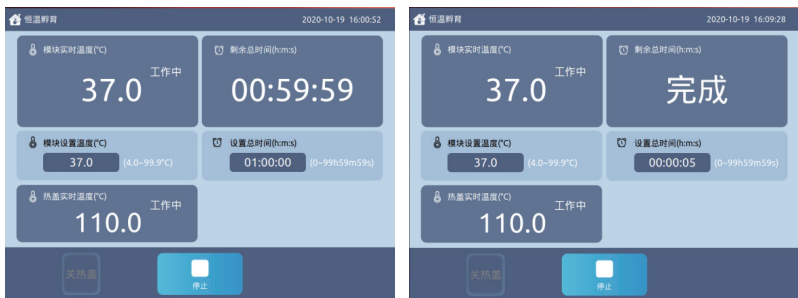 恒温孵育
2020-10-19 16:00:52
模块实时温度(℃)
37.0
工作中
剩余总时间(h:m:s)
00:59:59
模块设置温度(℃)
37.0
(4.0~99.9℃)
设置总时间(h:m:s)
01:00:00
(0~99h59m59s)
热盖实时温度(℃)
110.0
工作中
关热盖
停止
恒温孵育
2020-10-19 16:09:28
模块实时温度(℃)
37.0
工作中
剩余总时间(h:m:s)
完成
模块设置温度(℃)
37.0
(4.0~99.9℃)
设置总时间(h:m:s)
00:00:05
(0~99h59m59s)
热盖实时温度(℃)
110.0
工作中
关热盖
停止